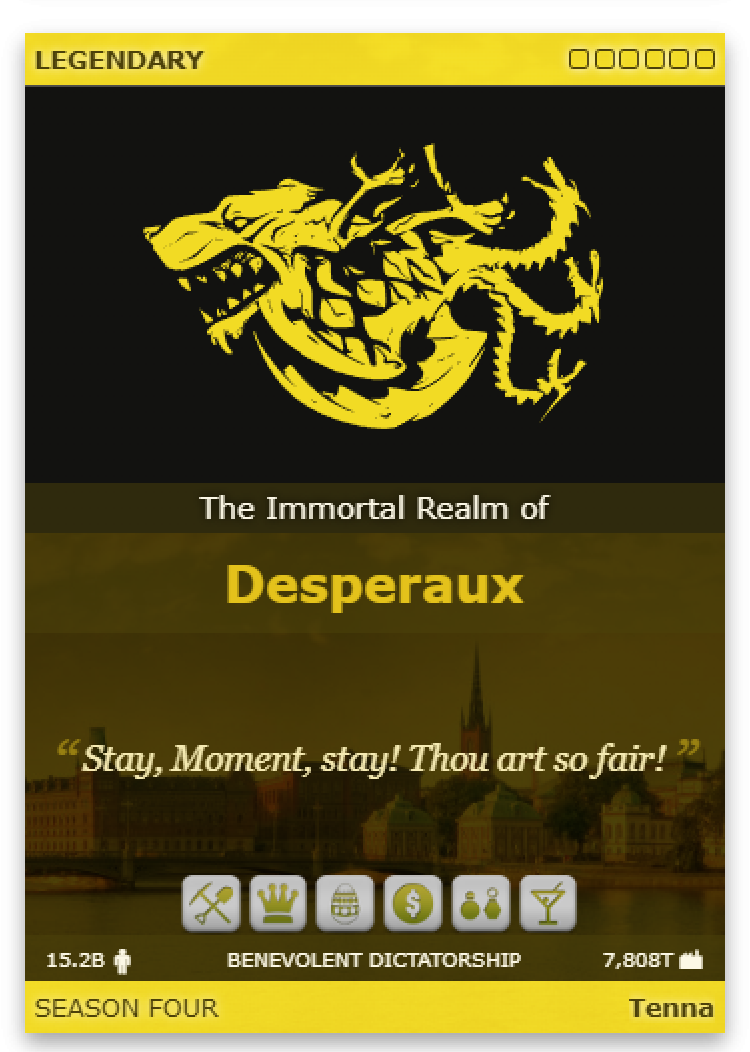 LEGENDARY
The Immortal Realm of
Desperaux
“Stay, Moment, stay! Thou art so fair!”
$
15.2B BENEVOLENT DICTATORSHIP 7,808T
SEASON FOUR Tenna